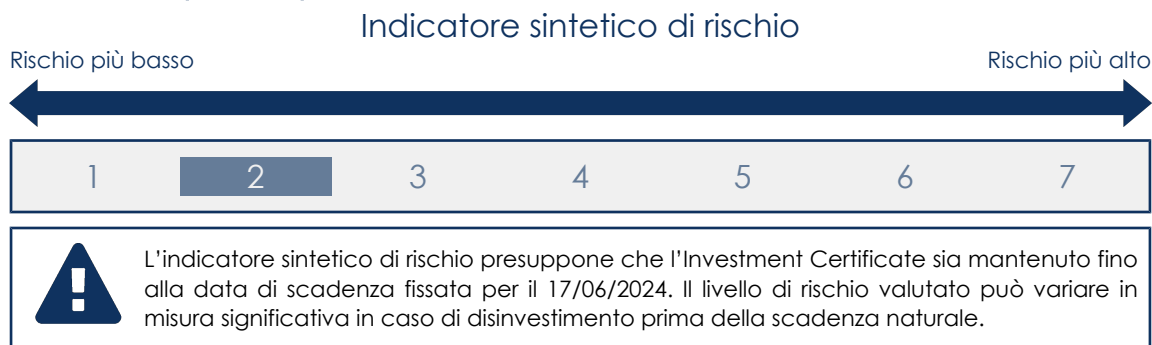 Indicatore sintetico di rischio
Rischio più basso
Rischio più alto
1 2 3 4 5 6 7
L'indicatore sintetico di rischio presuppone che l'Investment Certificate sia mantenuto fino
alla data di scadenza fissata per il 17/06/2024. Il livello di rischio valutato può variare in
misura significativa in caso di disinvestimento prima della scadenza naturale.